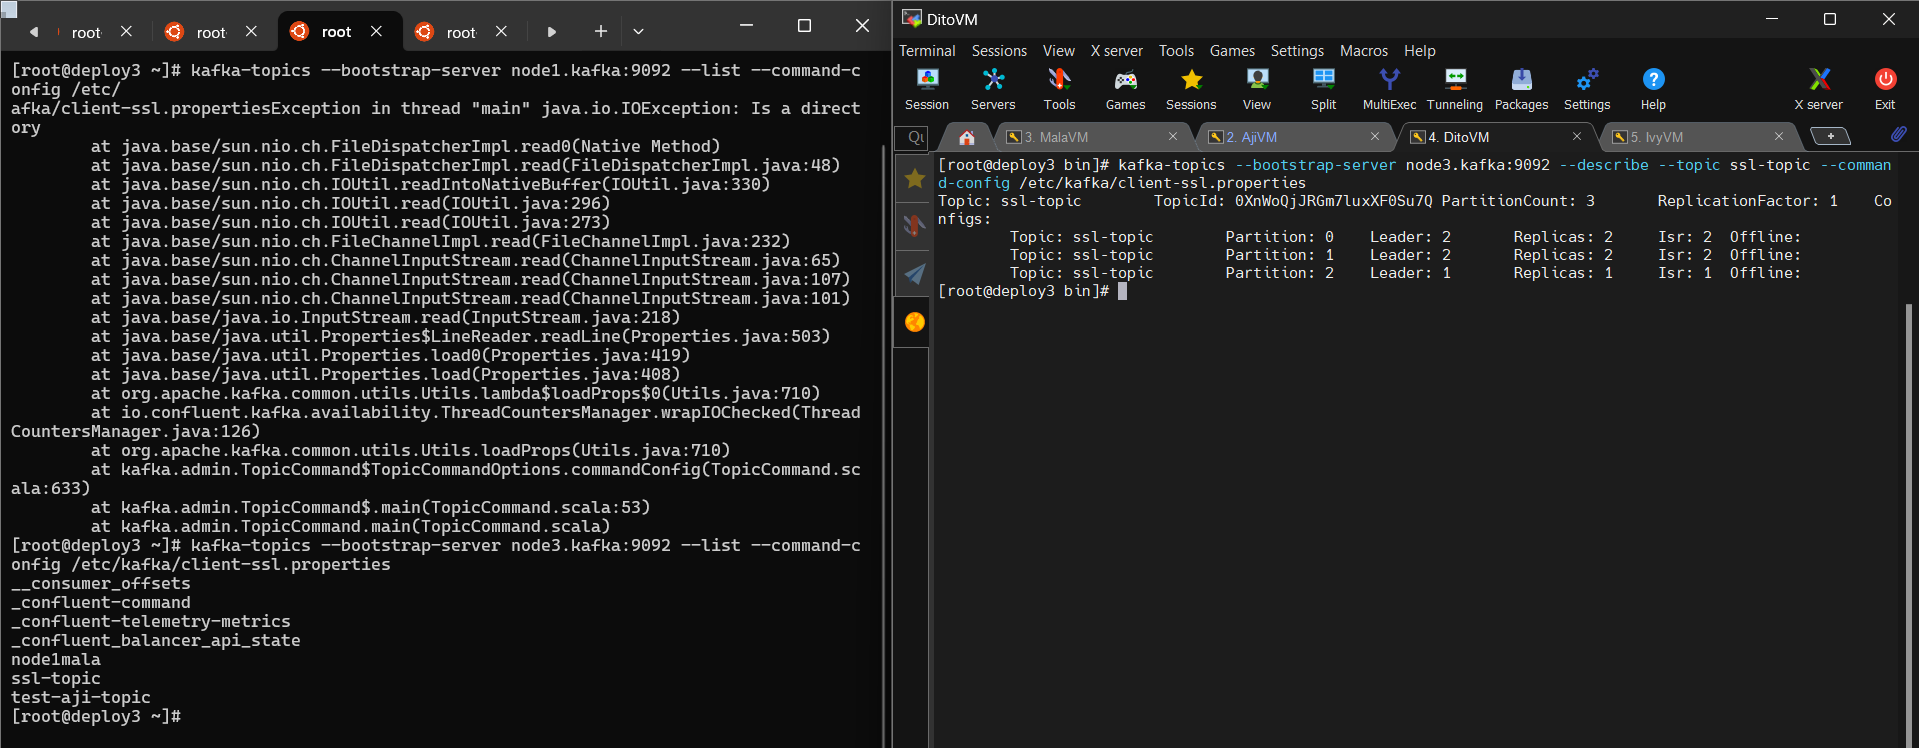 root
root
root
root
[root@deploy3 ~]# kafka-topics --bootstrap-server node1.kafka:9092 --list --command-c
onfig /etc/
afka/client-ssl.propertiesException in thread "main" java.io.IOException: Is a direct
ory
at java.base/sun.nio.ch.FileDispatcherImpl.read0(Native Method)
at java.base/sun.nio.ch.FileDispatcherImpl.read(FileDispatcherImpl.java:48)
at java.base/sun.nio.ch.IOUtil.readIntoNativeBuffer(IOUtil.java:330)
at java.base/sun.nio.ch.IOUtil.read(IOUtil.java:296)
at java.base/sun.nio.ch.IOUtil.read(IOUtil.java:273)
at java.base/sun.nio.ch.FileChannelImpl.read(FileChannelImpl.java:232)
at java.base/sun.nio.ch.ChannelInputStream.read(ChannelInputStream.java:65)
at java.base/sun.nio.ch.ChannelInputStream.read(ChannelInputStream.java:107)
at java.base/sun.nio.ch.ChannelInputStream.read(ChannelInputStream.java:101)
at java.base/java.io.InputStream.read(InputStream.java:218)
at java.base/java.util.Properties$LineReader.readLine(Properties.java:503)
at java.base/java.util.Properties.load0(Properties.java:419)
at java.base/java.util.Properties.load(Properties.java:408)
at org.apache.kafka.common.utils.Utils.lambda$loadProps$0(Utils.java:710)
at io.confluent.kafka.availability.ThreadCountersManager.wrapIOChecked(Thread
CountersManager.java:126)
at org.apache.kafka.common.utils.Utils.loadProps(Utils.java:710)
at kafka.admin.TopicCommand$TopicCommandOptions.commandConfig(TopicCommand.sc
ala:633)
at kafka.admin.TopicCommand$.main(TopicCommand.scala:53)
at kafka.admin.TopicCommand.main(TopicCommand.scala)
[root@deploy3 ~]# kafka-topics --bootstrap-server node3.kafka:9092 --list --command-c
onfig /etc/kafka/client-ssl.properties
__consumer_offsets
_confluent-command
_confluent-telemetry-metrics
_confluent_balancer_api_state
node1mala
ssl-topic
test-aji-topic
[root@deploy3 ~]#
DitoVM
Terminal Sessions View X server Tools Games Settings Macros Help
Session Servers Tools Games Sessions View Split MultiExec Tunneling Packages Settings Help X server Exit
Qu 3. MalaVM 2. AjiVM 4. DitoVM 5. IvyVM
[root@deploy3 bin]# kafka-topics --bootstrap-server node3.kafka:9092 --describe --topic ssl-topic --comman
d-config /etc/kafka/client-ssl.properties
Topic: ssl-topic TopicId: 0XnWoQjJRGm7luxXF0Su7Q PartitionCount: 3 ReplicationFactor: 1 Co
nfigs:
Topic: ssl-topic Partition: 0 Leader: 2 Replicas: 2 Isr: 2 Offline:
Topic: ssl-topic Partition: 1 Leader: 2 Replicas: 2 Isr: 2 Offline:
Topic: ssl-topic Partition: 2 Leader: 1 Replicas: 1 Isr: 1 Offline:
[root@deploy3 bin]#